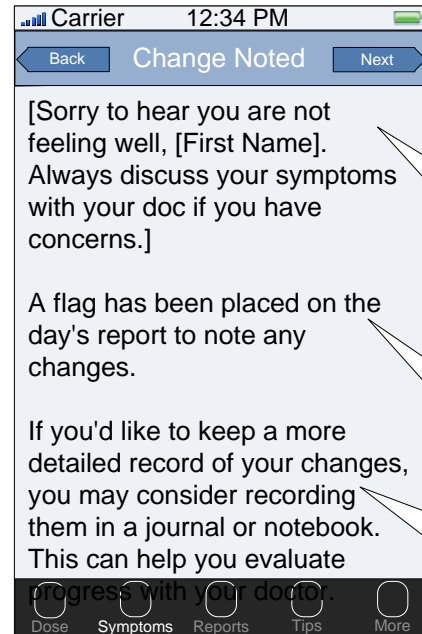 Carrier 12:34 PM
Back Change Noted Next
[Sorry to hear you are not
feeling well, [First Name].
Always discuss your symptoms
with your doc if you have
concerns.]
A flag has been placed on the
day's report to note any
changes.
If you'd like to keep a more
detailed record of your changes,
you may consider recording
them in a journal or notebook.
This can help you evaluate
progress with your doctor.
Dose Symptoms Reports Tips More